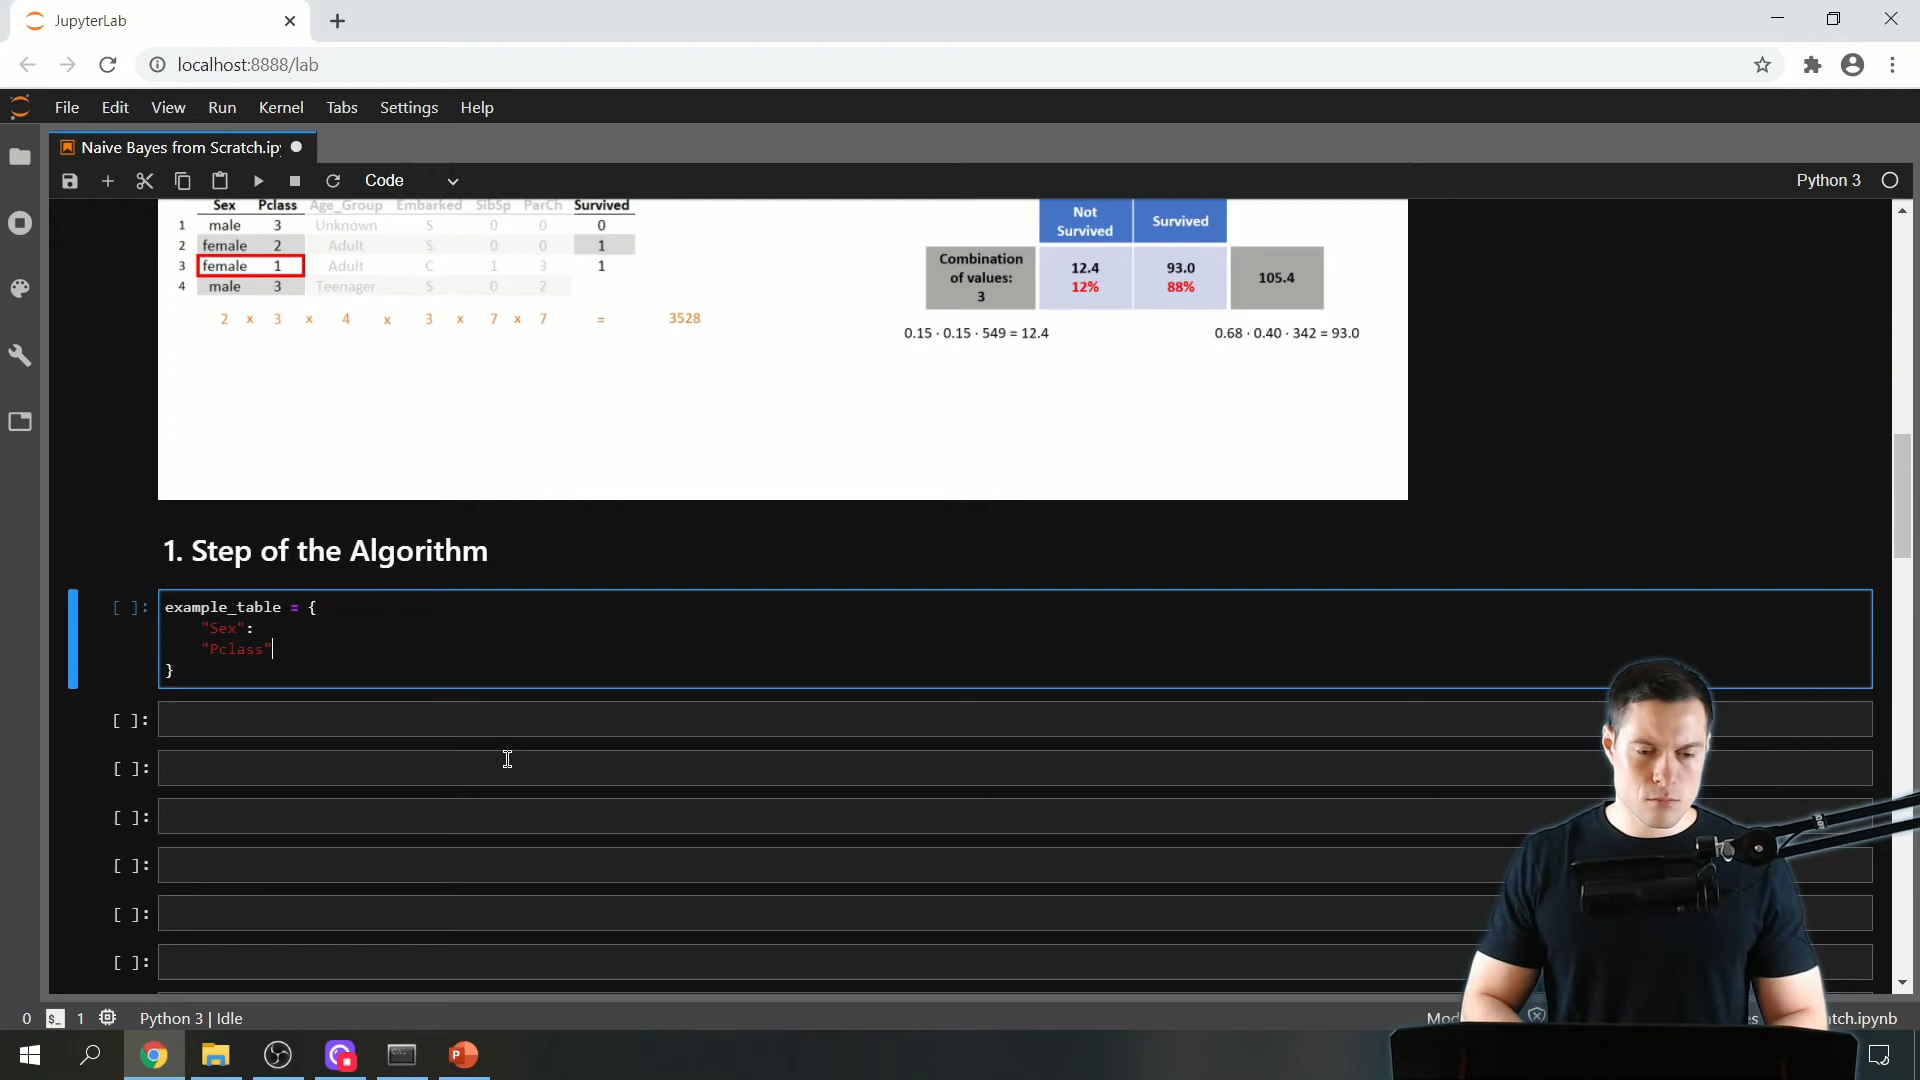 JupyterLab
localhost:8888/lab
File Edit View Run Kernel Tabs Settings Help
Naive Bayes from Scratch.ip
Code
Python 3
Sex Pclass Age_Group Embarked SibSp ParCh Survived
1 male 3 Unknown S 0 0 0
2 female 2 Adult S 0 0 1
3 female 1 Adult C 1 3 1
4 male 3 Teenager S 0 2
2 x 3 x 4 x 3 x 7 x 7 = 3528
Not
Survived
Survived
Combination
of values:
3
12.4
12%
93.0
88%
105.4
0.15 · 0.15 · 549 = 12.4
0.68 · 0.40 · 342 = 93.0
1. Step of the Algorithm
[ ]: example_table = {
"Sex":
"Pclass"
}
[ ]:
[ ]:
[ ]:
[ ]:
[ ]:
[ ]:
0 $_ 1 Python 3 | Idle
tch.ipynb